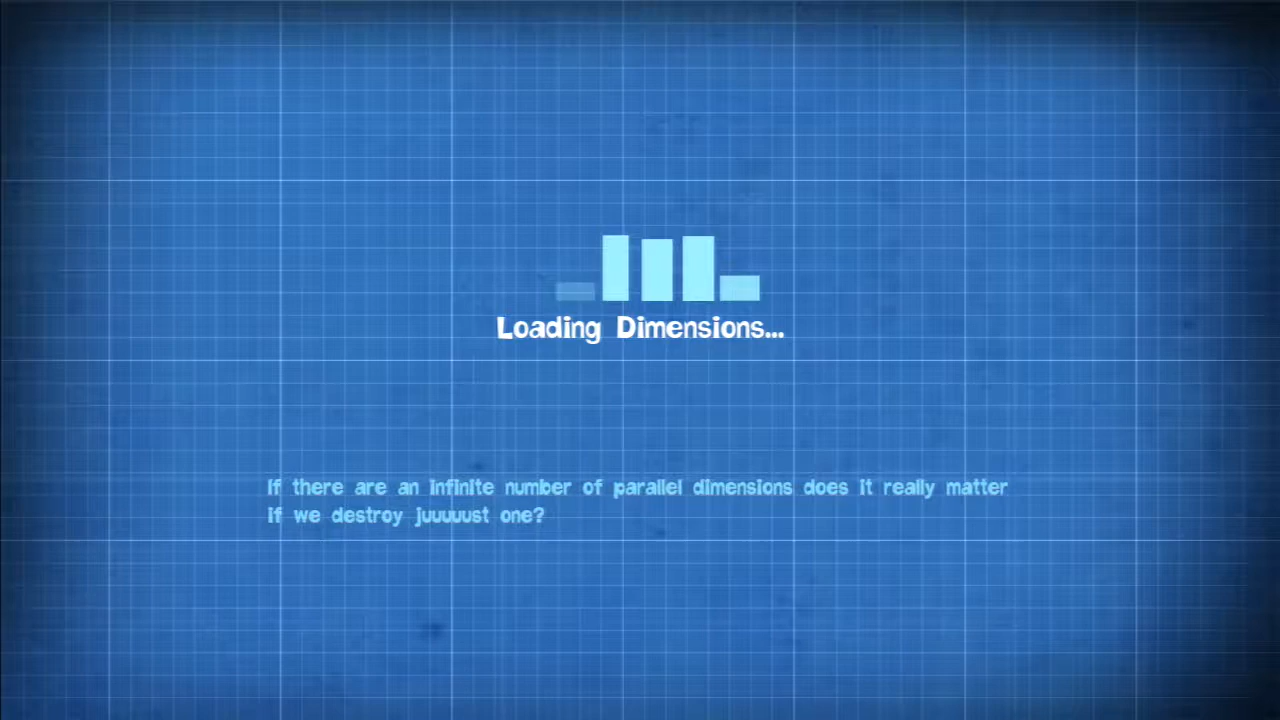 Loading Dimensions...
If there are an infinite number of parallel dimensions does it really matter
if we destroy juuuuust one?